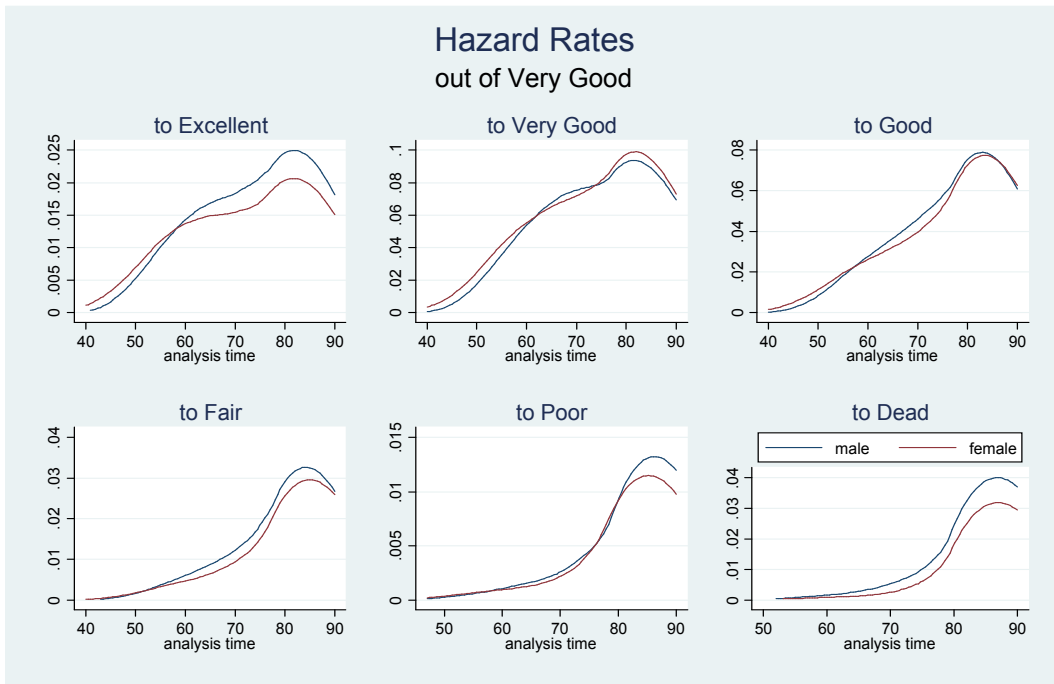 Hazard Rates
out of Very Good
to Excellent
.025
.02
.015
.01
.005
0
40 50 60 70 80 90
analysis time
to Very Good
.1
.08
.06
.04
.02
0
40 50 60 70 80 90
analysis time
to Good
.08
.06
.04
.02
0
40 50 60 70 80 90
analysis time
to Fair
.04
.03
.02
.01
0
40 50 60 70 80 90
analysis time
to Poor
.015
.01
.005
0
50 60 70 80 90
analysis time
to Dead
male female
.04
.03
.02
.01
0
50 60 70 80 90
analysis time